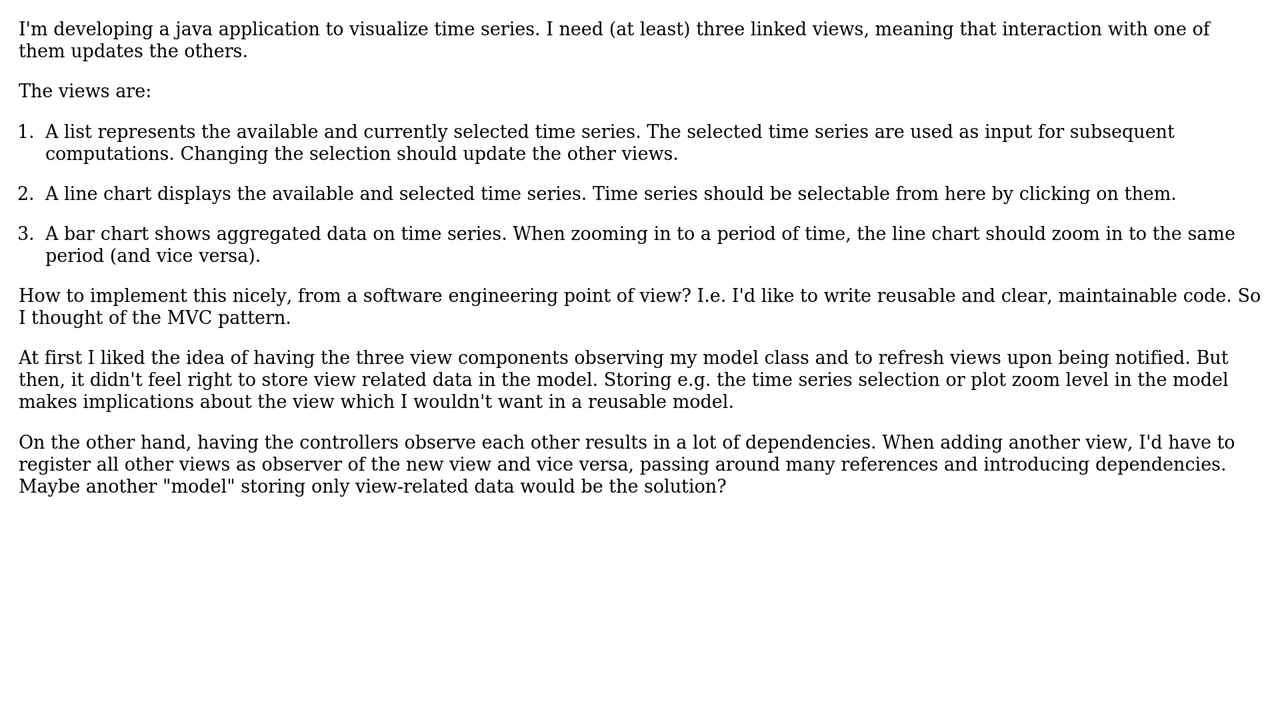 I'm developing a java application to visualize time series. I need (at least) three linked views, meaning that interaction with one of
them updates the others.
The views are:
1. A list represents the available and currently selected time series. The selected time series are used as input for subsequent
computations. Changing the selection should update the other views.
2. A line chart displays the available and selected time series. Time series should be selectable from here by clicking on them.
3. A bar chart shows aggregated data on time series. When zooming in to a period of time, the line chart should zoom in to the same
period (and vice versa).
How to implement this nicely, from a software engineering point of view? I.e. I'd like to write reusable and clear, maintainable code. So
I thought of the MVC pattern.
At first I liked the idea of having the three view components observing my model class and to refresh views upon being notified. But
then, it didn't feel right to store view related data in the model. Storing e.g. the time series selection or plot zoom level in the model
makes implications about the view which I wouldn't want in a reusable model.
On the other hand, having the controllers observe each other results in a lot of dependencies. When adding another view, I'd have to
register all other views as observer of the new view and vice versa, passing around many references and introducing dependencies.
Maybe another "model" storing only view-related data would be the solution?